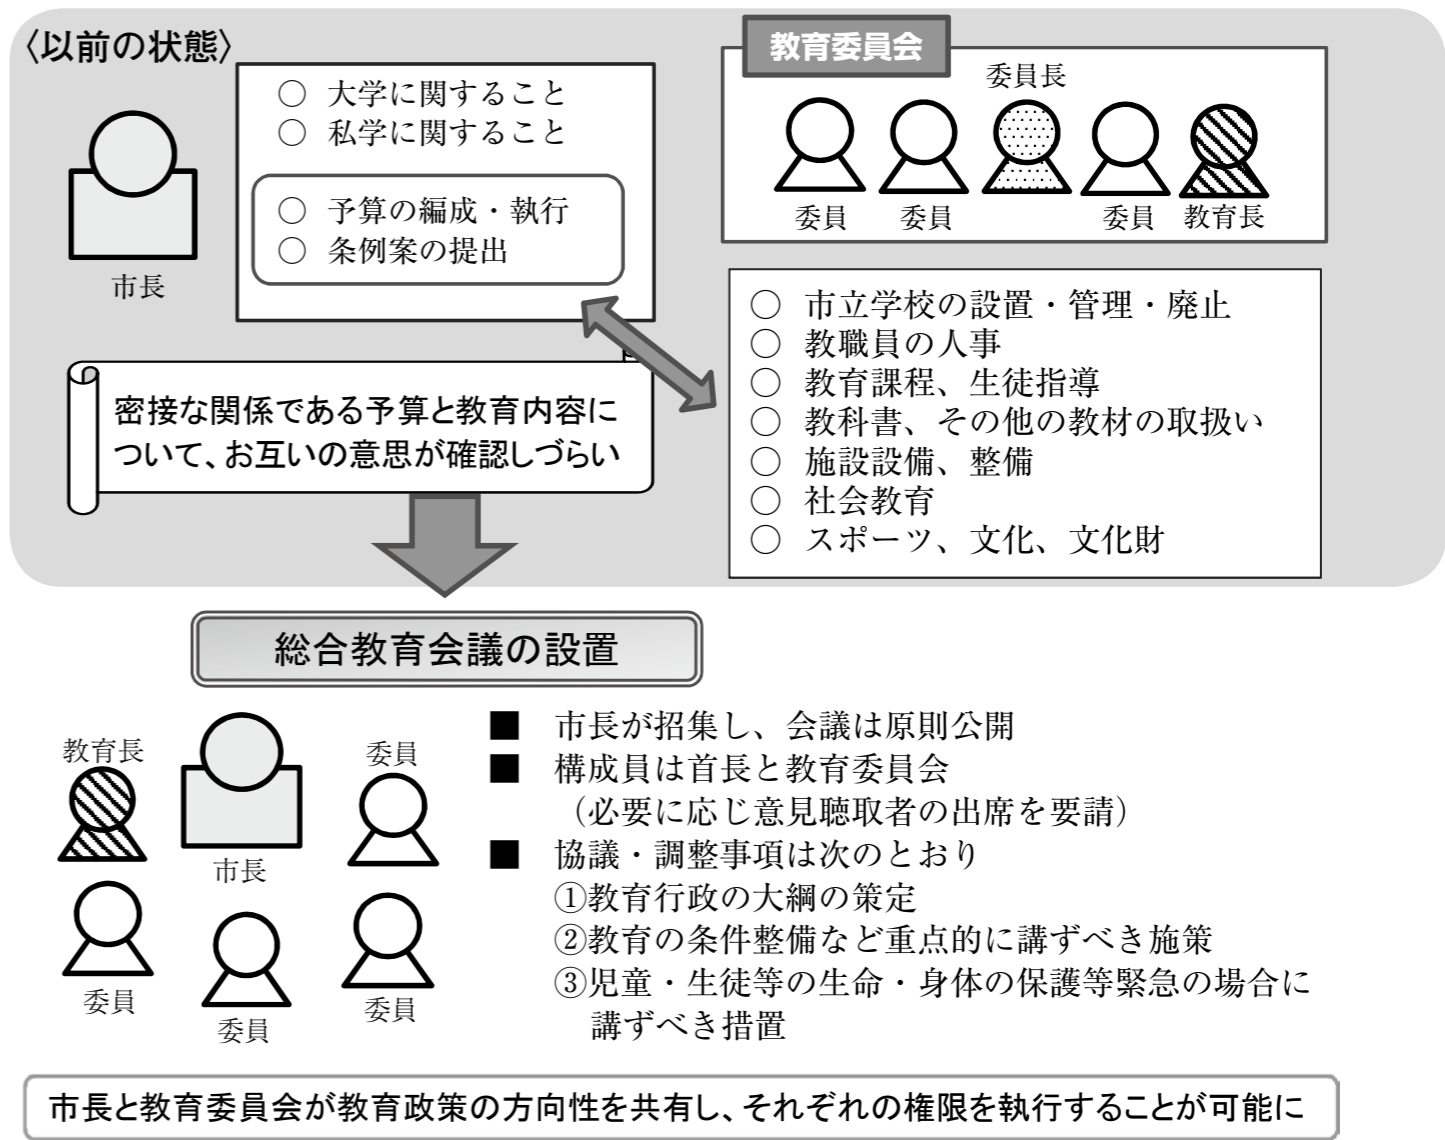 〈以前の状態〉
市長
○ 大学に関すること
○ 私学に関すること
○ 予算の編成・執行
○ 条例案の提出
教育委員会
委員長
委員 委員 委員 教育長
○ 市立学校の設置・管理・廃止
○ 教職員の人事
○ 教育課程、生徒指導
○ 教科書、その他の教材の取扱い
○ 施設設備、整備
○ 社会教育
○ スポーツ、文化、文化財
密接な関係である予算と教育内容に
ついて、お互いの意思が確認しづらい
総合教育会議の設置
教育長
市長
委員
委員
委員
委員
■ 市長が招集し、会議は原則公開
■ 構成員は首長と教育委員会
（必要に応じ意見聴取者の出席を要請）
■ 協議・調整事項は次のとおり
①教育行政の大綱の策定
②教育の条件整備など重点的に講ずべき施策
③児童・生徒等の生命・身体の保護等緊急の場合に
講ずべき措置
市長と教育委員会が教育政策の方向性を共有し、それぞれの権限を執行することが可能に